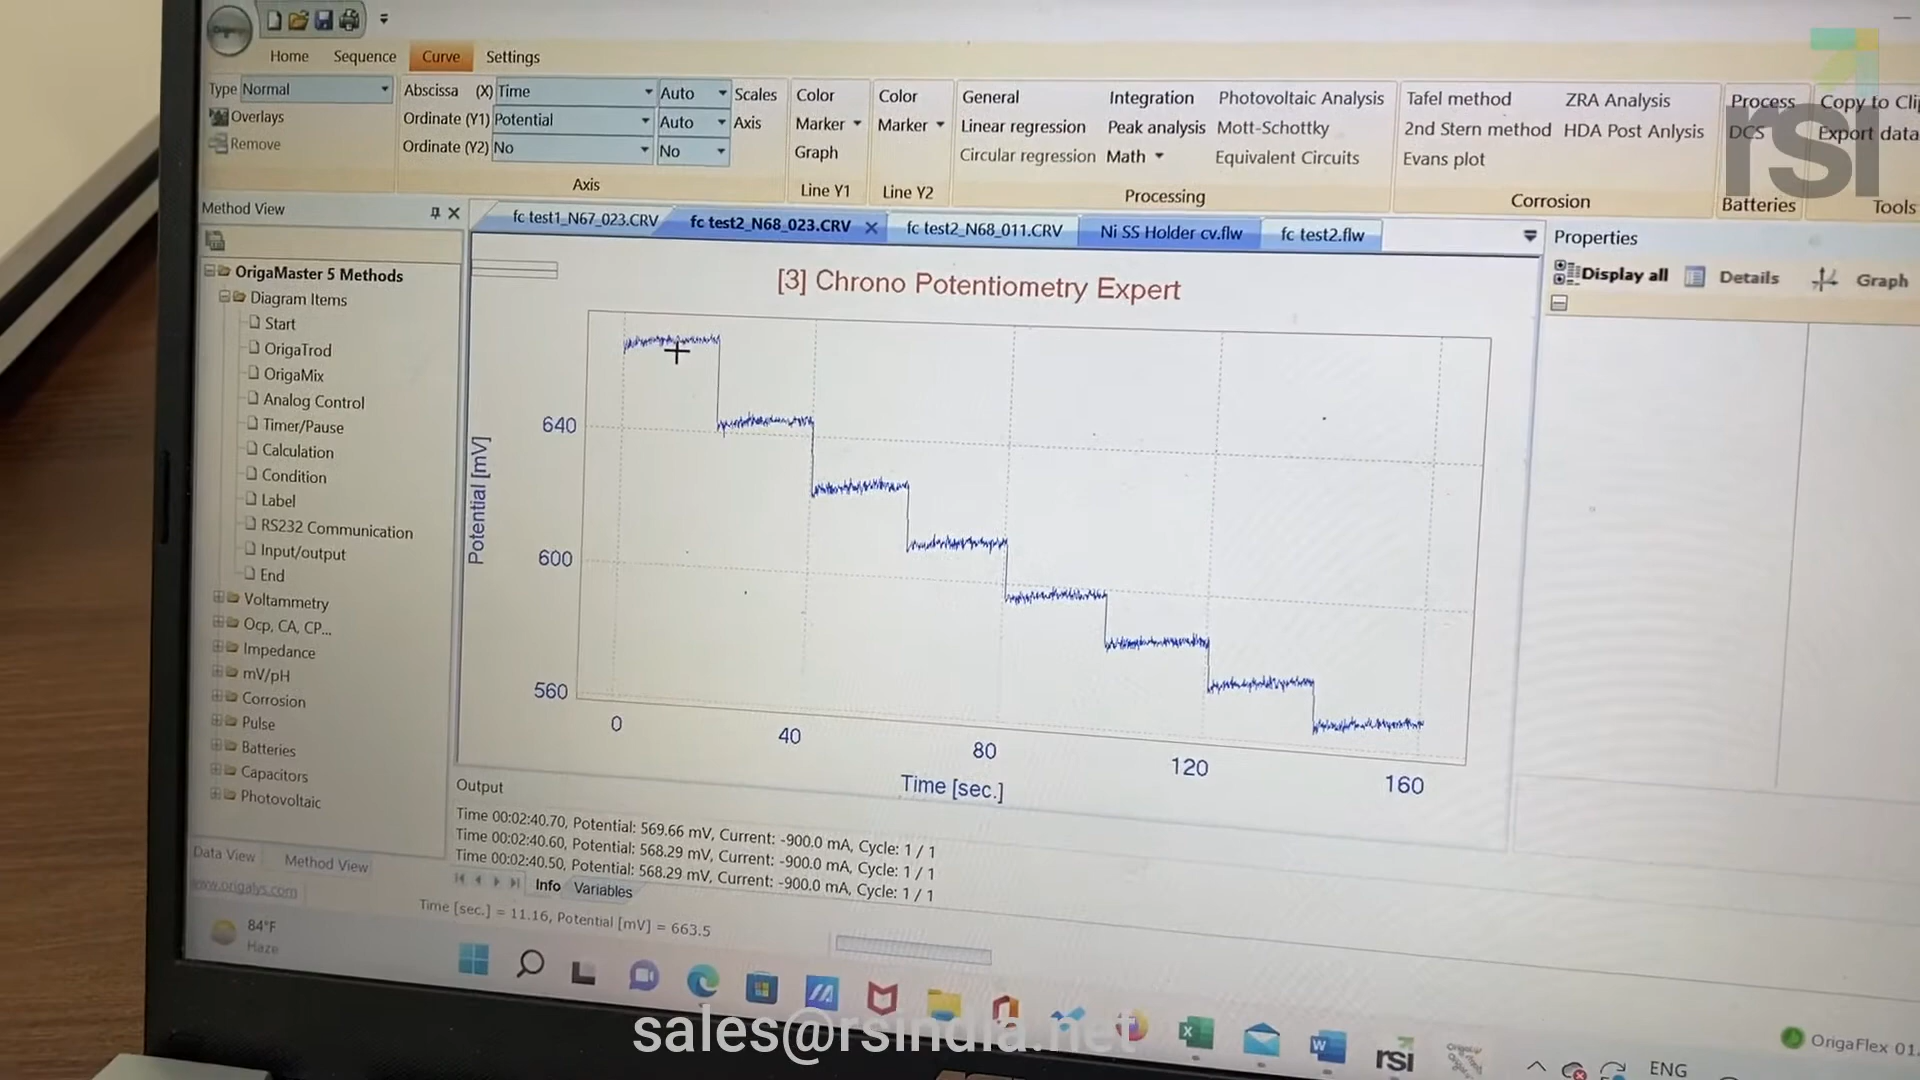 Home Sequence Curve Settings
Type Normal
Overlays
Remove
Abscissa (X) Time Auto
Ordinate (Y1) Potential Auto
Ordinate (Y2) No No
Scales
Axis
Axis
Color
Marker
Graph
Line Y1
Color
Marker
Line Y2
General Integration Photovoltaic Analysis
Linear regression Peak analysis Mott-Schottky
Circular regression Math Equivalent Circuits
Processing
Tafel method ZRA Analysis
2nd Stern method HDA Post Anlysis
Evans plot
Corrosion
Process
DCS
Batteries
Copy to Cli
Export data
Tools
rsi
Method View
fc test1_N67_023.CRV fc test2_N68_023.CRV fc test2_N68_011.CRV Ni SS Holder cv.flw fc test2.flw
Properties
Display all Details Graph
OrigaMaster 5 Methods
Diagram Items
Start
OrigaTrod
OrigaMix
Analog Control
Timer/Pause
Calculation
Condition
Label
RS232 Communication
Input/output
End
Voltammetry
Ocp, CA, CP...
Impedance
mV/pH
Corrosion
Pulse
Batteries
Capacitors
Photovoltaic
Data View Method View
www.origalys.com
[3] Chrono Potentiometry Expert
Potential [mV]
640
600
560
0 40 80 120 160
Time [sec.]
Output
Time 00:02:40.70, Potential: 569.66 mV, Current: -900.0 mA, Cycle: 1 / 1
Time 00:02:40.60, Potential: 568.29 mV, Current: -900.0 mA, Cycle: 1 / 1
Time 00:02:40.50, Potential: 568.29 mV, Current: -900.0 mA, Cycle: 1 / 1
Info Variables
Time [sec.] = 11.16, Potential [mV] = 663.5
84°F
Haze
sales@rsindia.net
rsi
OrigaFlex 01
ENG